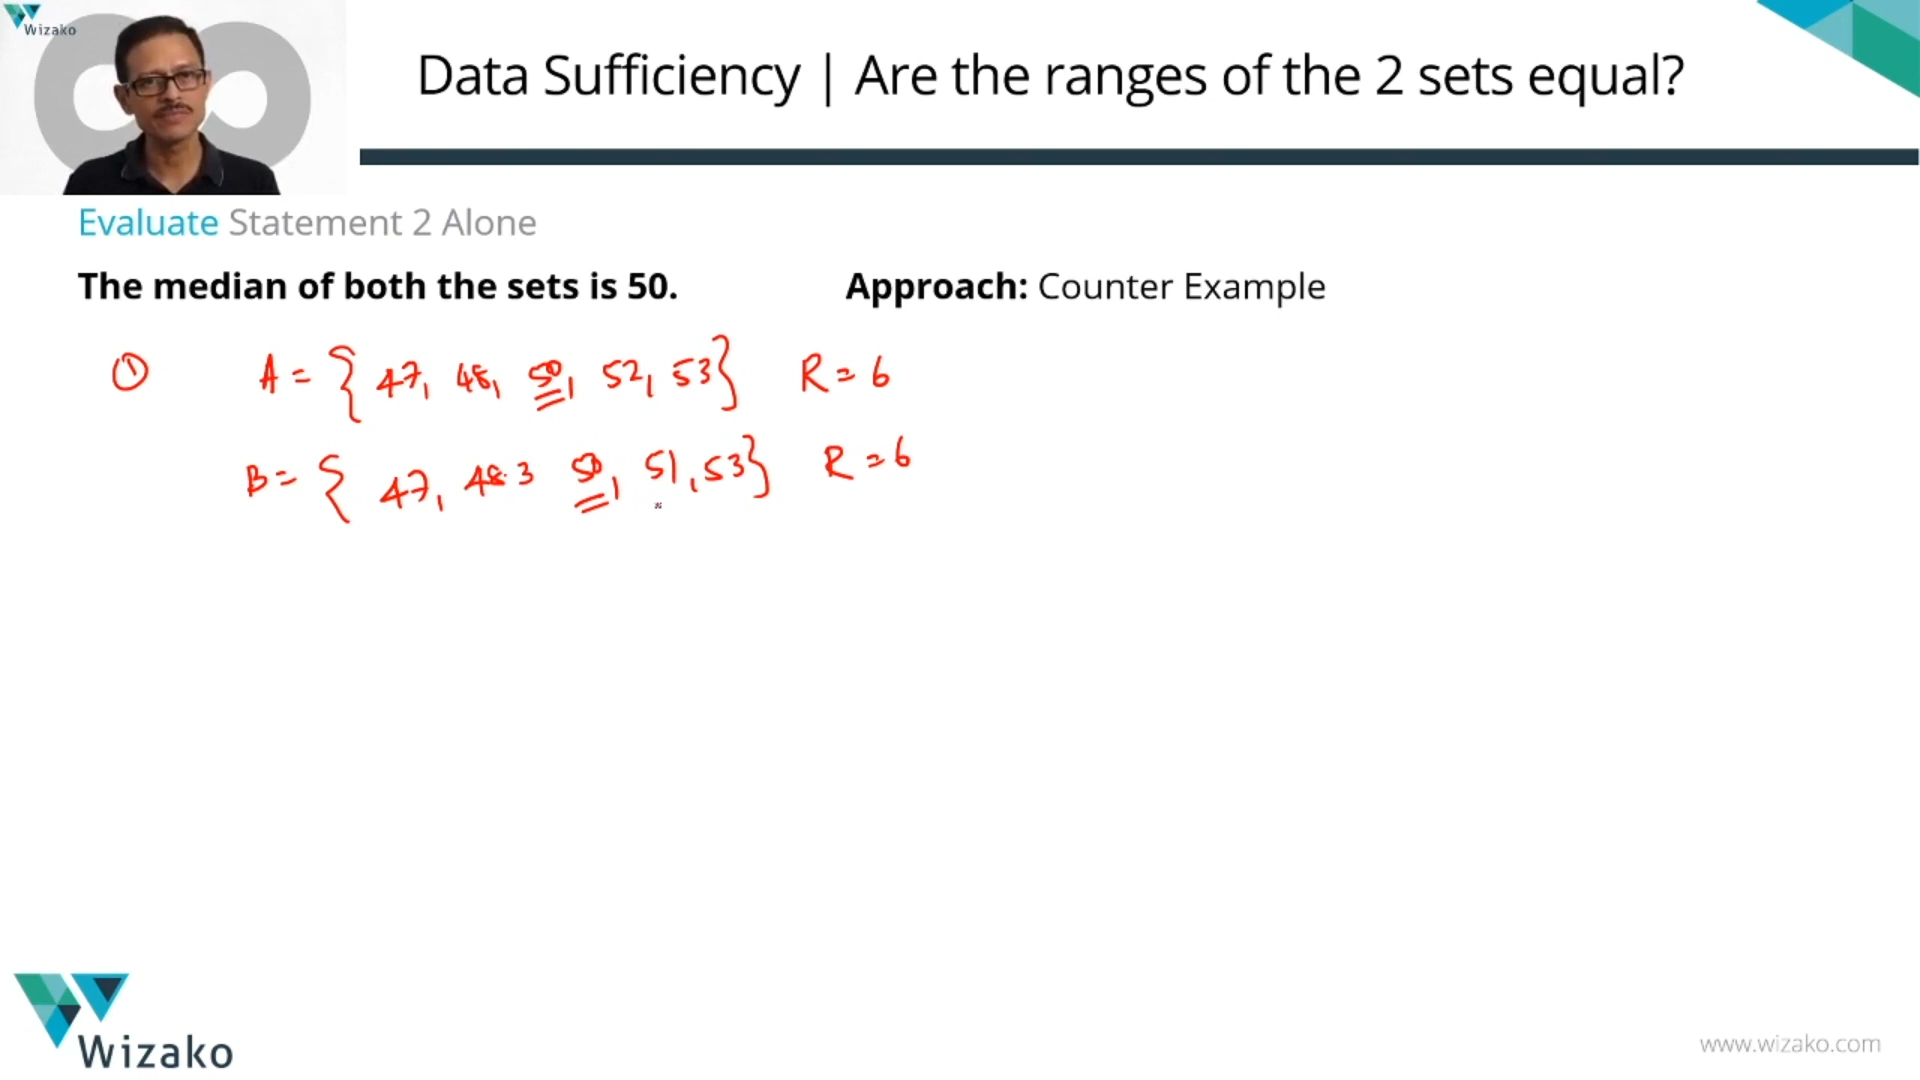 Wizako
Data Sufficiency | Are the ranges of the 2 sets equal?
Evaluate Statement 2 Alone
The median of both the sets is 50. Approach: Counter Example
① A = { 47, 48, 50, 52, 53} R = 6
B = { 47, 48.3 50, 51, 53} R = 6
Wizako
www.wizako.com